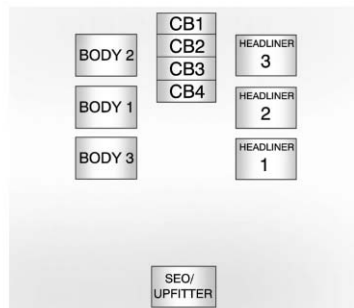 CB1
CB2
CB3
CB4
BODY 2
BODY 1
BODY 3
HEADLINER
3
HEADLINER
2
HEADLINER
1
SEO/
UPFITTER